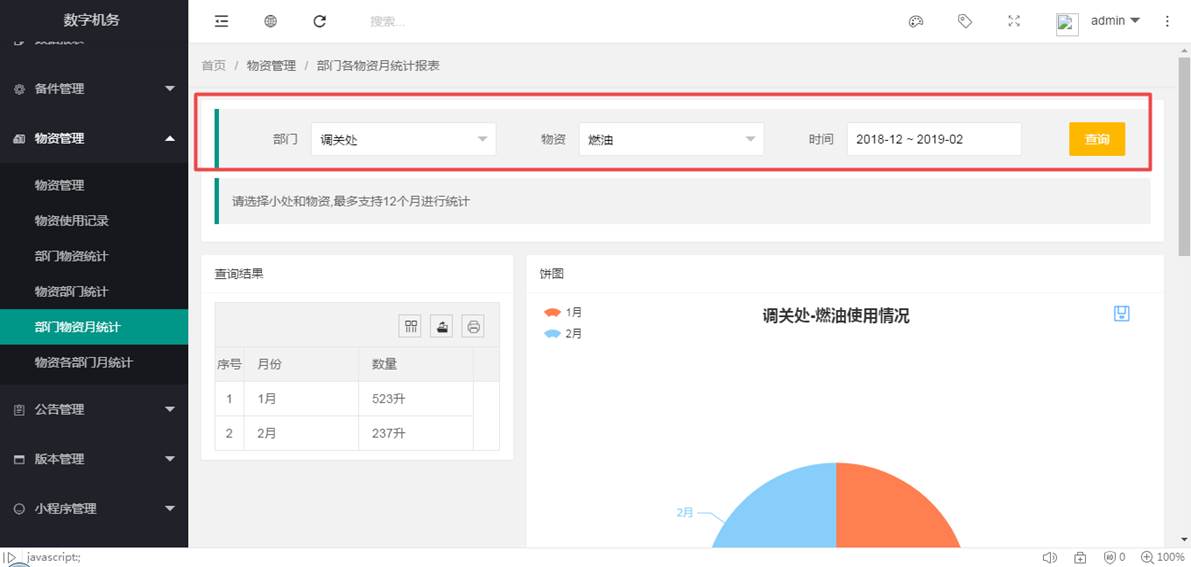 数字机务
搜索...
admin
首页 / 物资管理 / 部门各物资月统计报表
数据报表
备件管理
物资管理
物资管理
物资使用记录
部门物资统计
物资部门统计
部门物资月统计
物资各部门月统计
公告管理
版本管理
小程序管理
部门 调关处 物资 燃油 时间 2018-12 ~ 2019-02 查询
请选择小处和物资,最多支持12个月进行统计
查询结果
序号 月份 数量
1 1月 523升
2 2月 237升
饼图
1月
2月
调关处-燃油使用情况
2月
javascript:;
0
100%